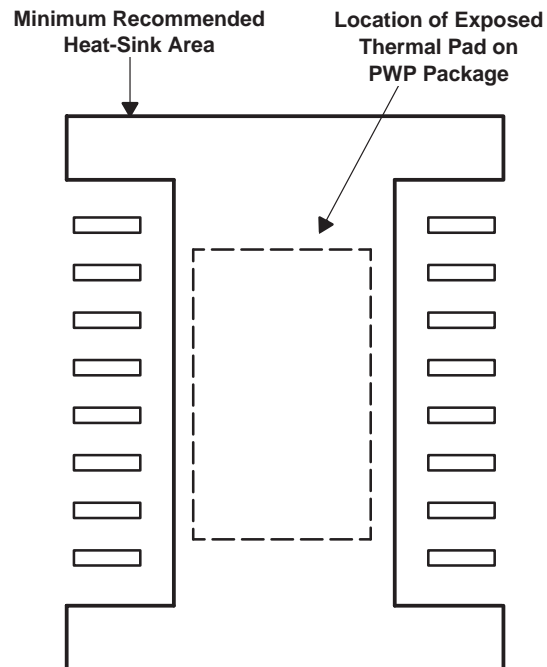 Minimum Recommended
Heat-Sink Area
Location of Exposed
Thermal Pad on
PWP Package